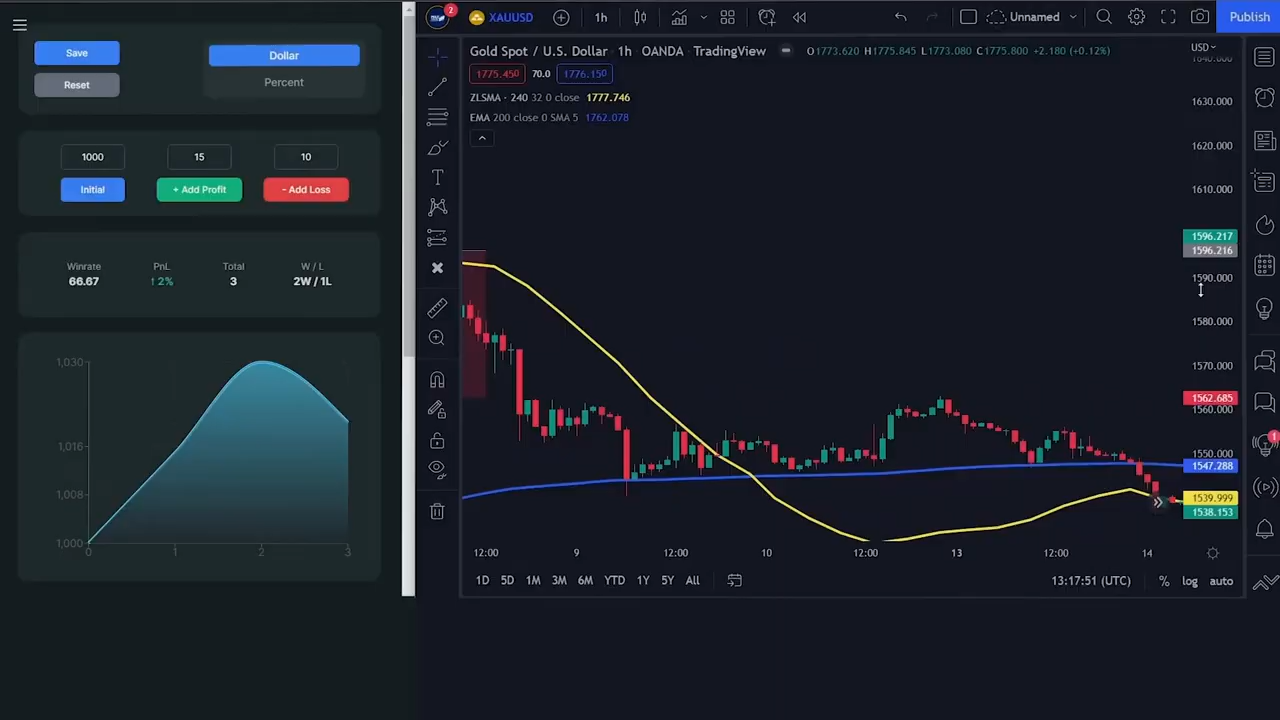 Save
Reset
Dollar
Percent
1000
15
10
Initial
+ Add Profit
- Add Loss
Winrate
PnL
Total
W / L
66.67
↑ 2%
3
2W / 1L
1,030
1,016
1,008
1,000
0
1
2
3
2
XAUUSD
1h
Unnamed
Publish
Gold Spot / U.S. Dollar · 1h · OANDA · TradingView
O1773.620 H1775.845 L1773.080 C1775.800 +2.180 (+0.12%)
USD
1775.450
70.0
1776.150
ZLSMA · 240 32 0 close 1777.746
EMA 200 close 0 SMA 5 1762.078
1640.000
1630.000
1620.000
1610.000
1596.217
1596.216
1590.000
1580.000
1570.000
1562.685
1560.000
1550.000
1547.288
1539.999
1538.153
12:00
9
12:00
10
12:00
13
12:00
14
1D
5D
1M
3M
6M
YTD
1Y
5Y
All
13:17:51 (UTC)
%
log
auto
1